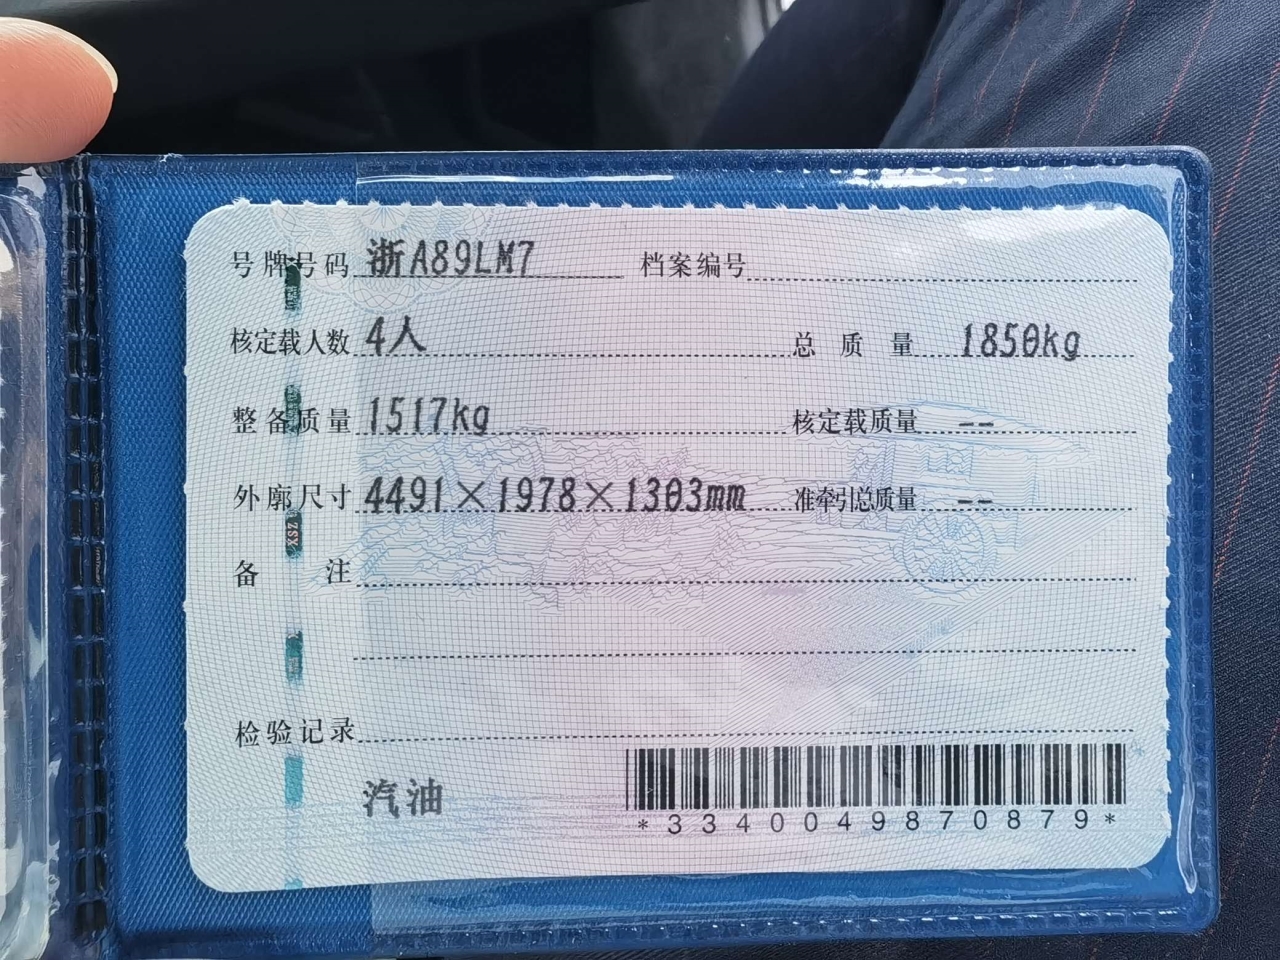 号牌号码 浙A89LM7 档案编号
核定载人数 4人 总质量 1850kg
整备质量 1517kg 核定载质量 --
外廓尺寸 4491×1978×1303mm 准牵引总质量 --
备注
检验记录
汽油
*3340049870879*